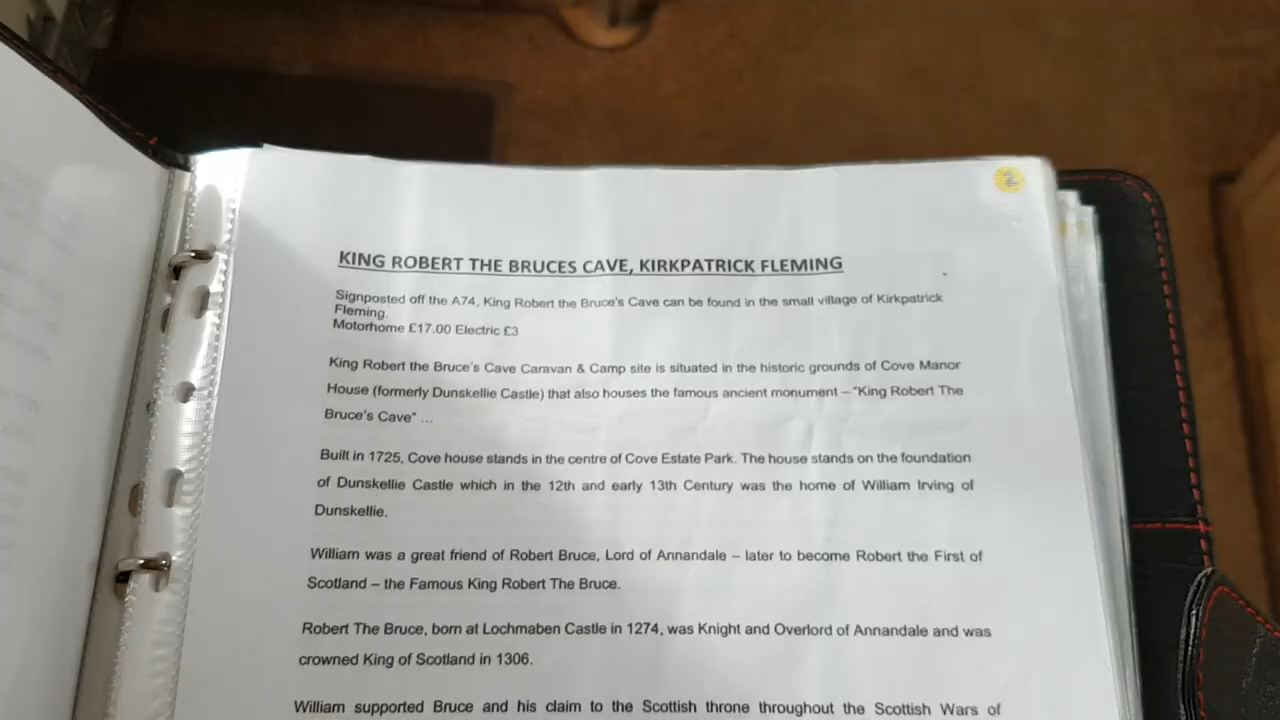 2
KING ROBERT THE BRUCES CAVE, KIRKPATRICK FLEMING
Signposted off the A74, King Robert the Bruce's Cave can be found in the small village of Kirkpatrick
Fleming.
Motorhome £17.00 Electric £3
King Robert the Bruce's Cave Caravan & Camp site is situated in the historic grounds of Cove Manor
House (formerly Dunskellie Castle) that also houses the famous ancient monument – "King Robert The
Bruce's Cave" ...
Built in 1725, Cove house stands in the centre of Cove Estate Park. The house stands on the foundation
of Dunskellie Castle which in the 12th and early 13th Century was the home of William Irving of
Dunskellie.
William was a great friend of Robert Bruce, Lord of Annandale – later to become Robert the First of
Scotland – the Famous King Robert The Bruce.
Robert The Bruce, born at Lochmaben Castle in 1274, was Knight and Overlord of Annandale and was
crowned King of Scotland in 1306.
William supported Bruce and his claim to the Scottish throne throughout the Scottish Wars of